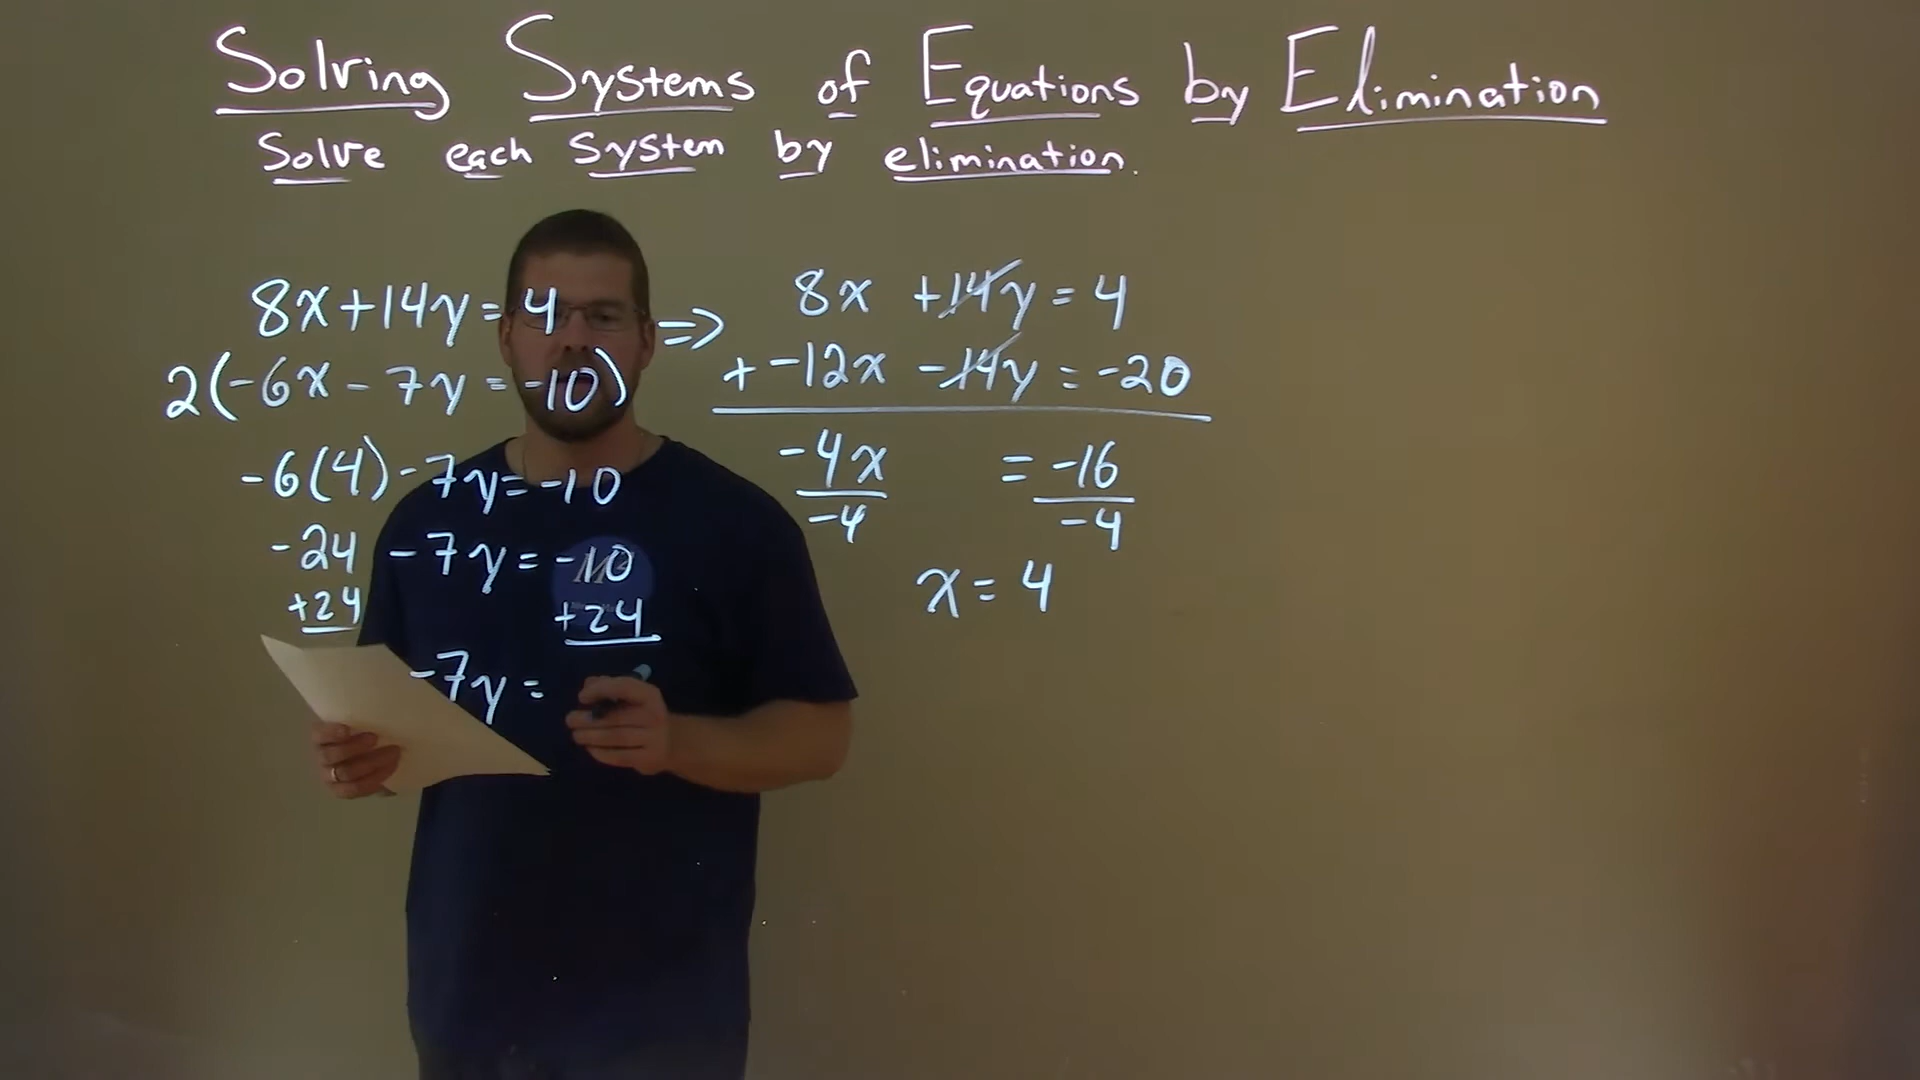 Solving Systems of Equations by Elimination
Solve each system by elimination.
8x+14y=4 => 8x +14y = 4
2(-6x-7y=-10) + -12x -14y = -20
-6(4)-7y=-10 -4x = -16
-4 -4
-24 -7y=-10
+24 +24
x=4
-7y=